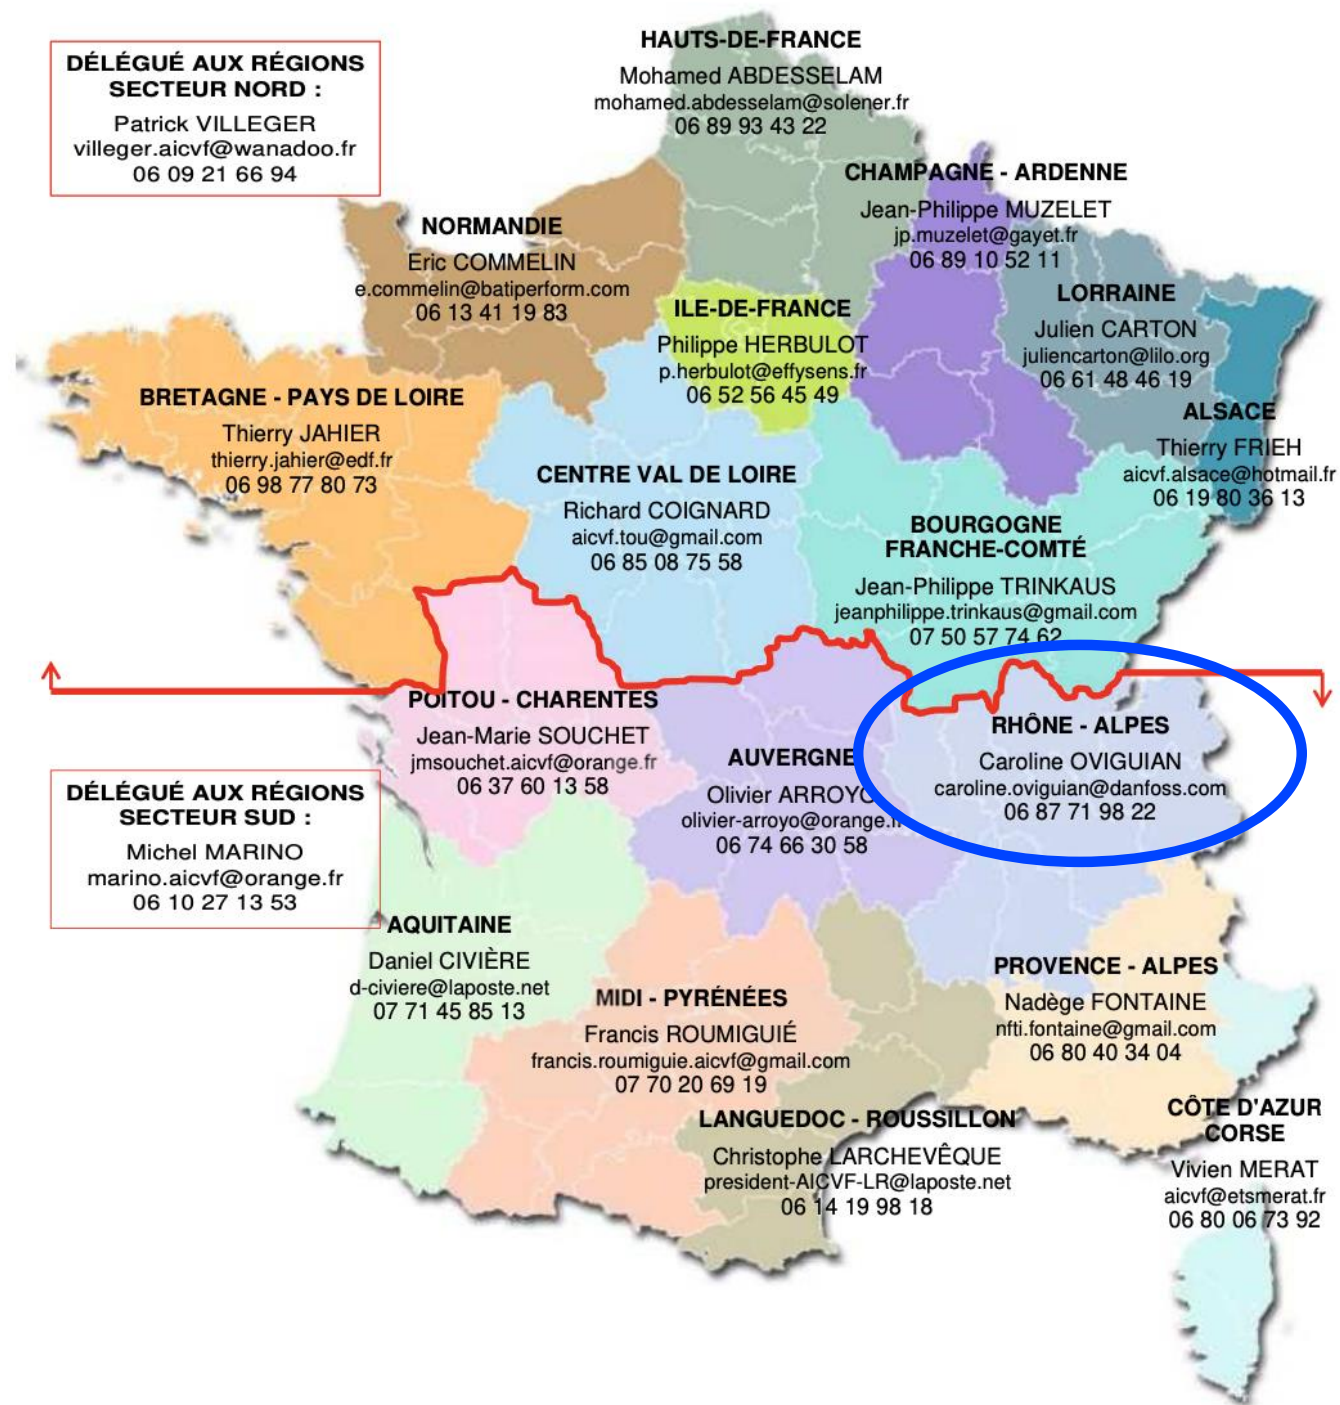 DÉLÉGUÉ AUX RÉGIONS
SECTEUR NORD :
Patrick VILLEGER
villeger.aicvf@wanadoo.fr
06 09 21 66 94
HAUTS-DE-FRANCE
Mohamed ABDESSELAM
mohamed.abdesselam@solener.fr
06 89 93 43 22
CHAMPAGNE - ARDENNE
Jean-Philippe MUZELET
jp.muzelet@gayet.fr
06 89 10 52 11
NORMANDIE
Eric COMMELIN
e.commelin@batiperform.com
06 13 41 19 83
ILE-DE-FRANCE
Philippe HERBULOT
p.herbulot@effysens.fr
06 52 56 45 49
LORRAINE
Julien CARTON
juliencarton@lilo.org
06 61 48 46 19
BRETAGNE - PAYS DE LOIRE
Thierry JAHIER
thierry.jahier@edf.fr
06 98 77 80 73
ALSACE
Thierry FRIEH
aicvf.alsace@hotmail.fr
06 19 80 36 13
CENTRE VAL DE LOIRE
Richard COIGNARD
aicvf.tou@gmail.com
06 85 08 75 58
BOURGOGNE
FRANCHE-COMTÉ
Jean-Philippe TRINKAUS
jeanphilippe.trinkaus@gmail.com
07 50 57 74 62
POITOU - CHARENTES
Jean-Marie SOUCHET
jmsouchet.aicvf@orange.fr
06 37 60 13 58
AUVERGNE
Olivier ARROYO
olivier-arroyo@orange.fr
06 74 66 30 58
RHÔNE - ALPES
Caroline OVIGUIAN
caroline.oviguian@danfoss.com
06 87 71 98 22
DÉLÉGUÉ AUX RÉGIONS
SECTEUR SUD :
Michel MARINO
marino.aicvf@orange.fr
06 10 27 13 53
AQUITAINE
Daniel CIVIÈRE
d-civiere@laposte.net
07 71 45 85 13
MIDI - PYRÉNÉES
Francis ROUMIGUIÉ
francis.roumiguie.aicvf@gmail.com
07 70 20 69 19
PROVENCE - ALPES
Nadège FONTAINE
nfti.fontaine@gmail.com
06 80 40 34 04
LANGUEDOC - ROUSSILLON
Christophe LARCHEVÊQUE
president-AICVF-LR@laposte.net
06 14 19 98 18
CÔTE D'AZUR
CORSE
Vivien MERAT
aicvf@etsmerat.fr
06 80 06 73 92